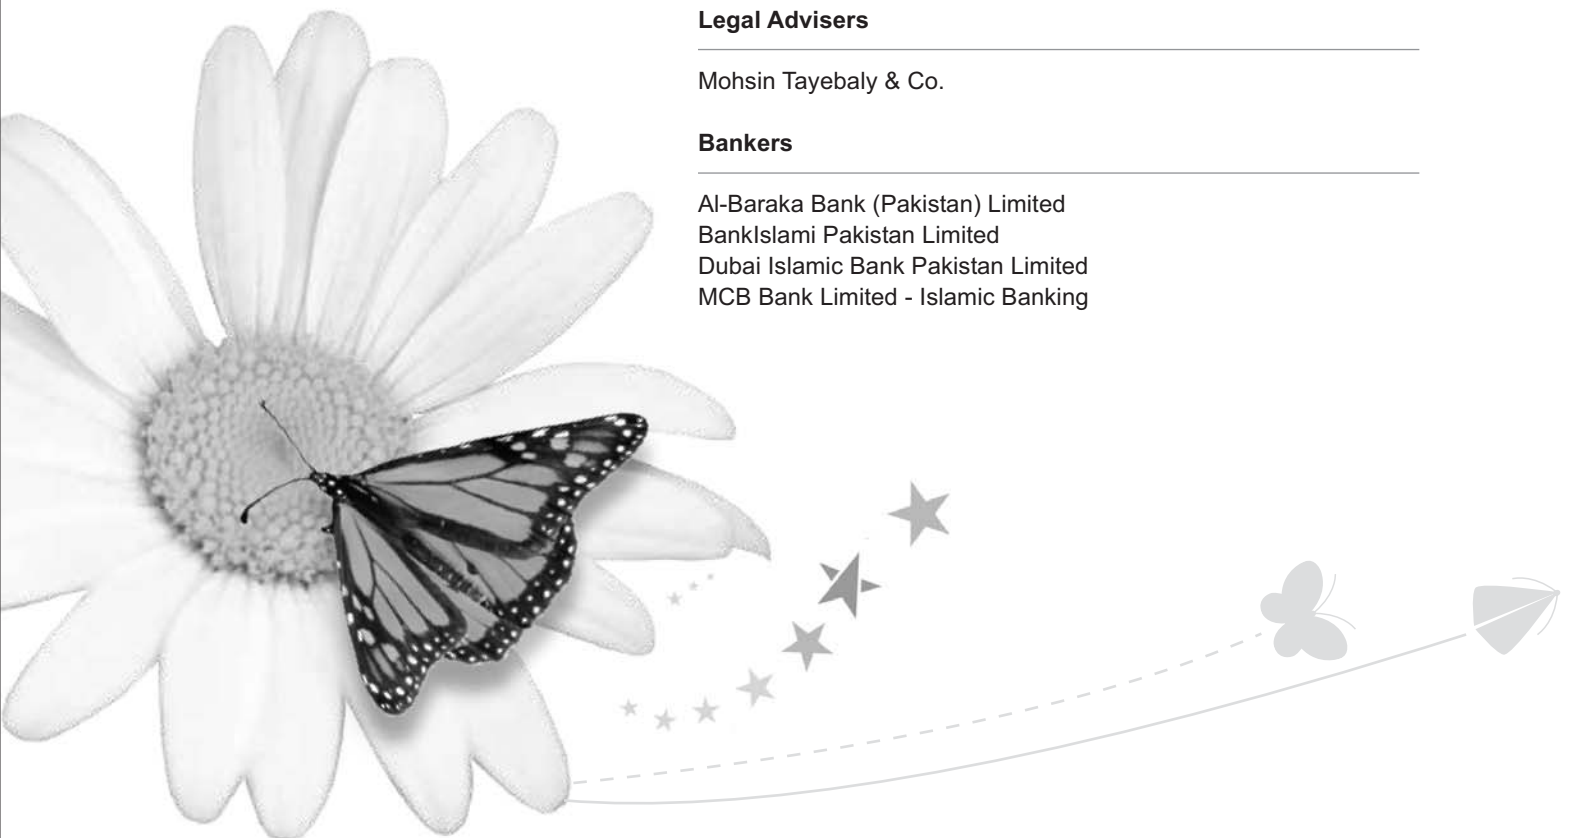 Legal Advisers
Mohsin Tayebaly & Co.
Bankers
Al-Baraka Bank (Pakistan) Limited
BankIslami Pakistan Limited
Dubai Islamic Bank Pakistan Limited
MCB Bank Limited - Islamic Banking